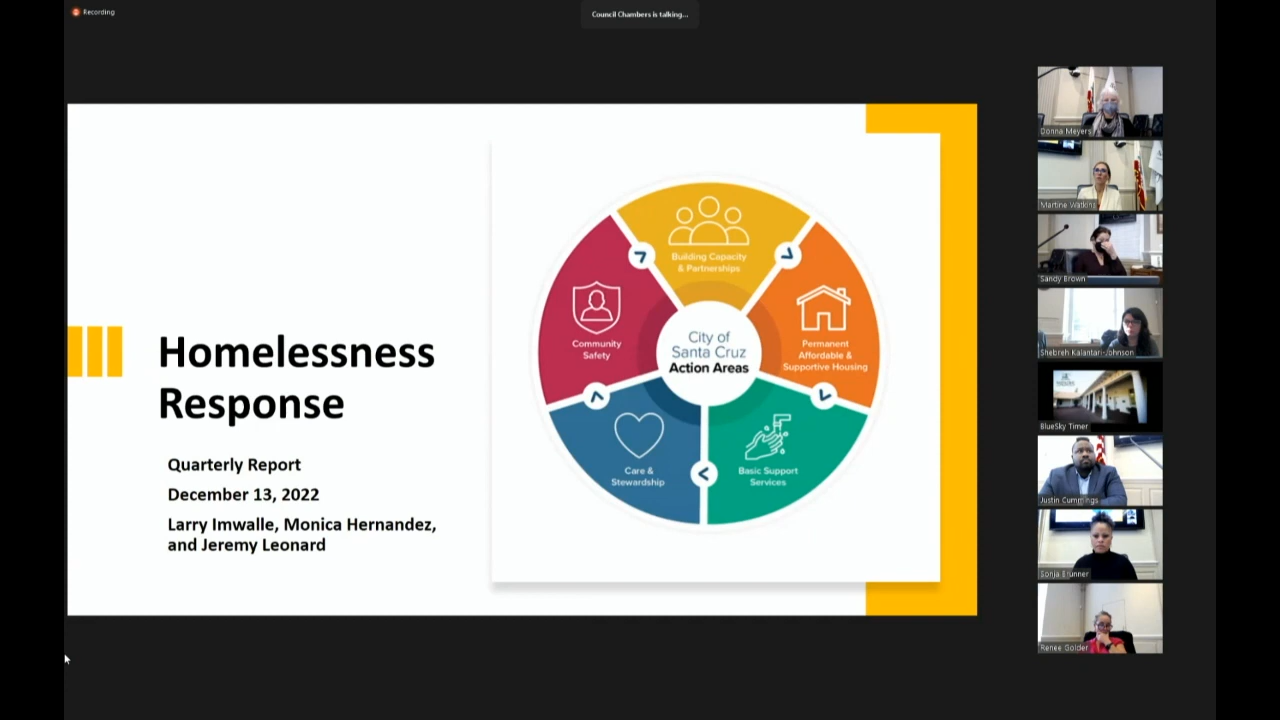 Recording
Council Chambers is talking...
Homelessness
Response
Quarterly Report
December 13, 2022
Larry Imwalle, Monica Hernandez,
and Jeremy Leonard
Building Capacity
& Partnerships
Permanent
Affordable &
Supportive Housing
Basic Support
Services
Care &
Stewardship
Community
Safety
City of
Santa Cruz
Action Areas
Donna Meyers
Martine Watkins
Sandy Brown
Shebreh Kalantari-Johnson
BlueSky Timer
Justin Cummings
Sonja Brunner
Renee Golder